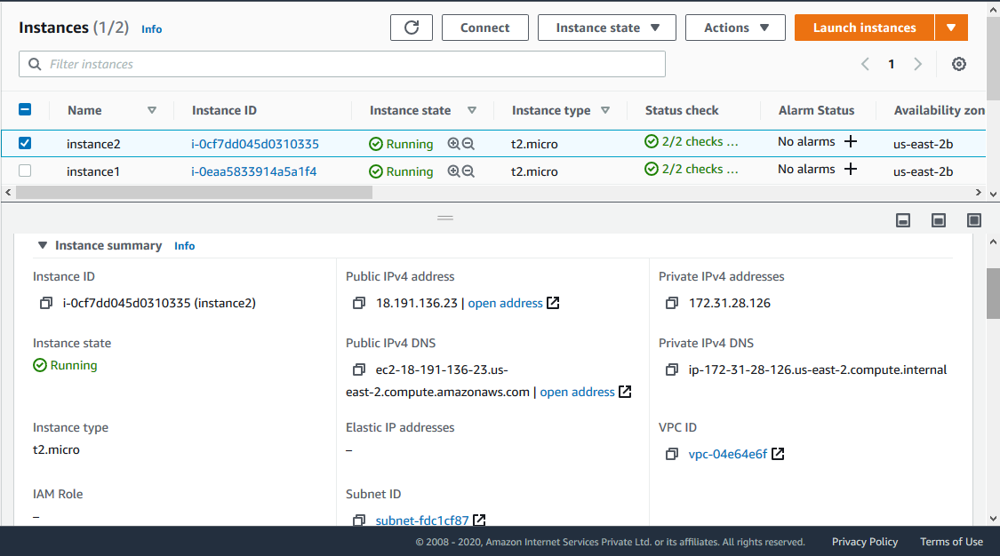 Instances (1/2) Info
Connect
Instance state
Actions
Launch instances
Filter instances
1
Name Instance ID Instance state Instance type Status check Alarm Status Availability zon
instance2 i-0cf7dd045d0310335 Running t2.micro 2/2 checks ... No alarms us-east-2b
instance1 i-0eaa5833914a5a1f4 Running t2.micro 2/2 checks ... No alarms us-east-2b
Instance summary Info
Instance ID
i-0cf7dd045d0310335 (instance2)
Public IPv4 address
18.191.136.23 | open address
Private IPv4 addresses
172.31.28.126
Instance state
Running
Public IPv4 DNS
ec2-18-191-136-23.us-
east-2.compute.amazonaws.com | open address
Private IPv4 DNS
ip-172-31-28-126.us-east-2.compute.internal
Instance type
t2.micro
Elastic IP addresses
–
VPC ID
vpc-04e64e6f
IAM Role
–
Subnet ID
subnet-fdc1cf87
© 2008 - 2020, Amazon Internet Services Private Ltd. or its affiliates. All rights reserved. Privacy Policy Terms of Use